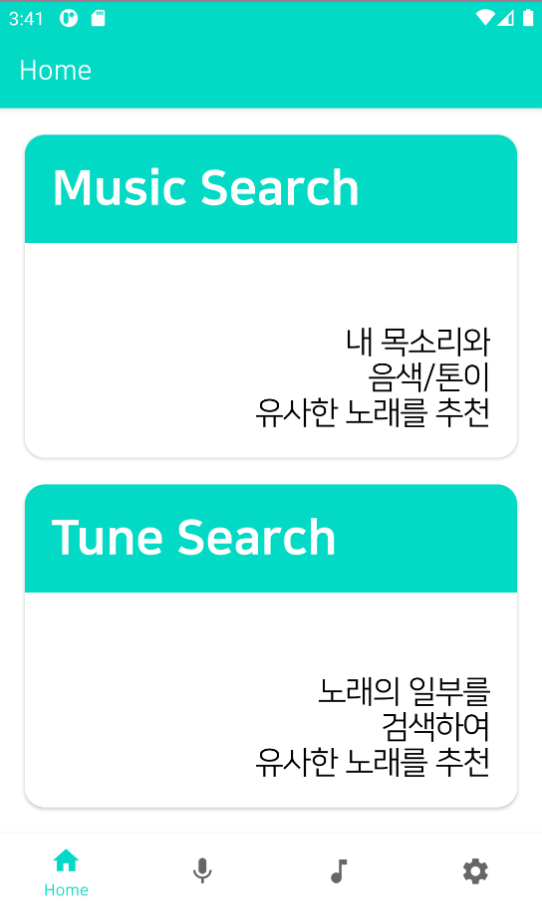 3:41
Home
Music Search
내 목소리와
음색/톤이
유사한 노래를 추천
Tune Search
노래의 일부를
검색하여
유사한 노래를 추천
Home